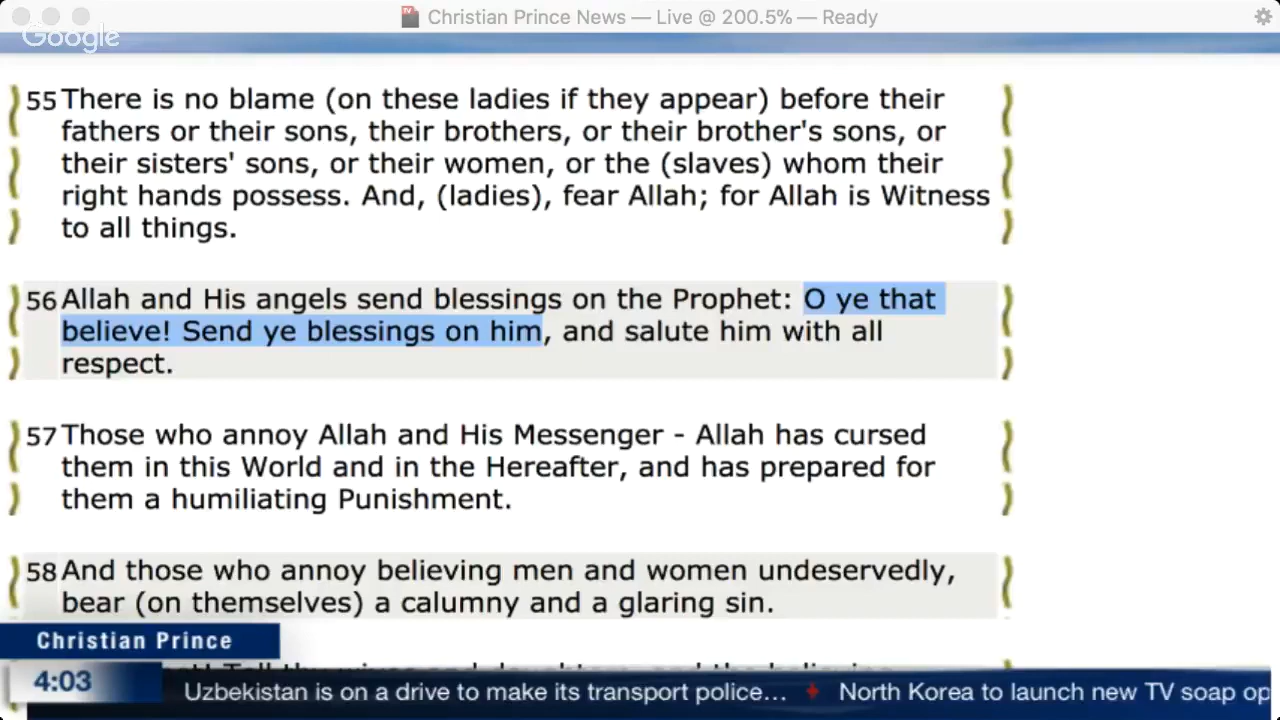 Christian Prince News — Live @ 200.5% — Ready
Google
55 There is no blame (on these ladies if they appear) before their
fathers or their sons, their brothers, or their brother's sons, or
their sisters' sons, or their women, or the (slaves) whom their
right hands possess. And, (ladies), fear Allah; for Allah is Witness
to all things.
56 Allah and His angels send blessings on the Prophet: O ye that
believe! Send ye blessings on him, and salute him with all
respect.
57 Those who annoy Allah and His Messenger - Allah has cursed
them in this World and in the Hereafter, and has prepared for
them a humiliating Punishment.
58 And those who annoy believing men and women undeservedly,
bear (on themselves) a calumny and a glaring sin.
Christian Prince
4:03
Uzbekistan is on a drive to make its transport police... North Korea to launch new TV soap op